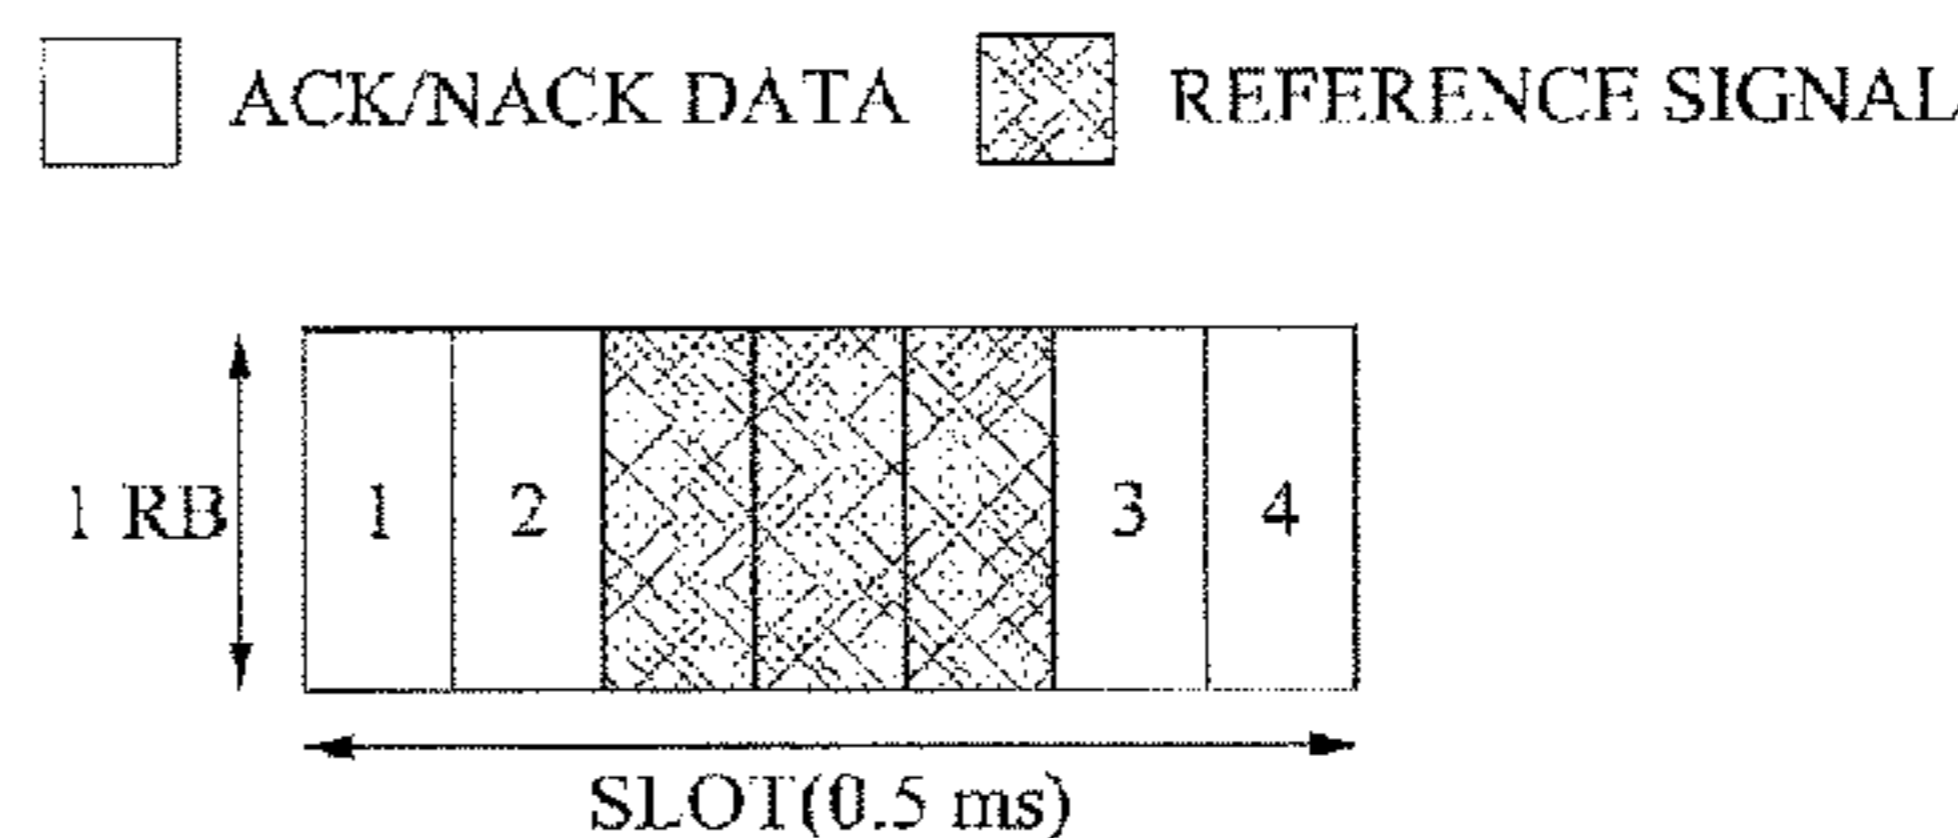 ACK/NACK DATA REFERENCE SIGNAL
1 RB 1 2 3 4
SLOT(0.5 ms)